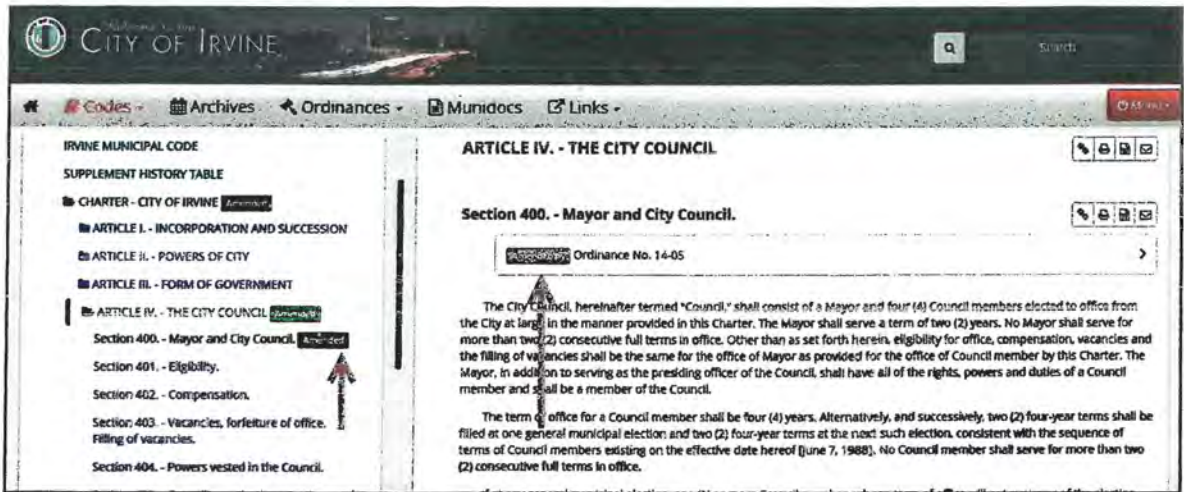 CITY OF IRVINE
Search
Codes Archives Ordinances Munidocs Links
IRVINE MUNICIPAL CODE
SUPPLEMENT HISTORY TABLE
CHARTER - CITY OF IRVINE Amended
ARTICLE I. - INCORPORATION AND SUCCESSION
ARTICLE II. - POWERS OF CITY
ARTICLE III. - FORM OF GOVERNMENT
ARTICLE IV. - THE CITY COUNCIL Amended
Section 400. - Mayor and City Council. Amended
Section 401. - Eligibility.
Section 402. - Compensation.
Section 403. - Vacancies, forfeiture of office.
Filling of vacancies.
Section 404. - Powers vested in the Council.
ARTICLE IV. - THE CITY COUNCIL
Section 400. - Mayor and City Council.
Ordinance No. 14-05
The City Council, hereinafter termed "Council," shall consist of a Mayor and four (4) Council members elected to office from
the City at large in the manner provided in this Charter. The Mayor shall serve a term of two (2) years. No Mayor shall serve for
more than two (2) consecutive full terms in office. Other than as set forth herein, eligibility for office, compensation, vacancies and
the filling of vacancies shall be the same for the office of Mayor as provided for the office of Council member by this Charter. The
Mayor, in addition to serving as the presiding officer of the Council, shall have all of the rights, powers and duties of a Council
member and shall be a member of the Council.
The term of office for a Council member shall be four (4) years. Alternatively, and successively, two (2) four-year terms shall be
filled at one general municipal election and two (2) four-year terms at the next such election, consistent with the sequence of
terms of Council members existing on the effective date hereof [June 7, 1988]. No Council member shall serve for more than two
(2) consecutive full terms in office.